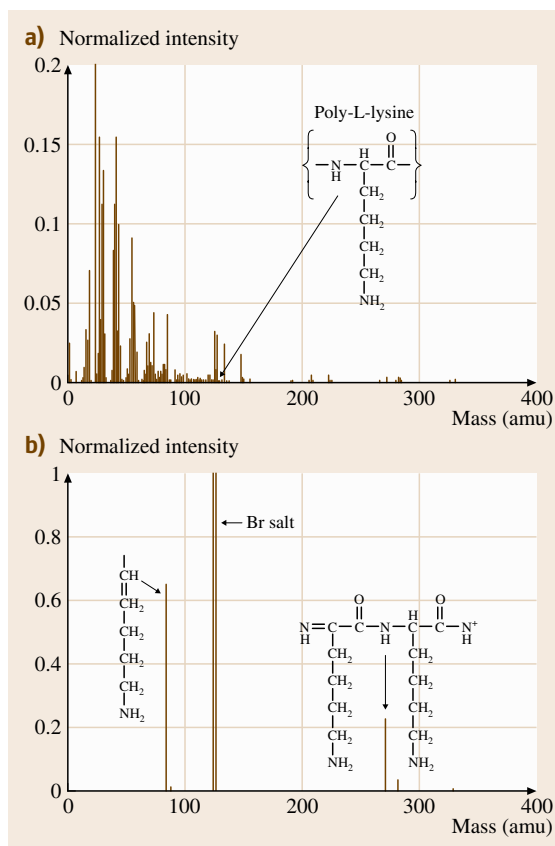 a) Normalized intensity
0.2
Poly-L-lysine
O
H
N C C
H
0.15
CH₂
CH₂
0.1
CH₂
CH₂
NH₂
0.05
0
0 100 200 300 400
Mass (amu)
b) Normalized intensity
1
Br salt
0.8
CH
CH₂
O H O
0.6
N C C N C C N⁺
H H H
CH₂
CH₂ CH₂
CH₂
CH₂ CH₂
0.4
NH₂
CH₂ CH₂
CH₂ CH₂
0.2
NH₂ NH₂
0
0 100 200 300 400
Mass (amu)